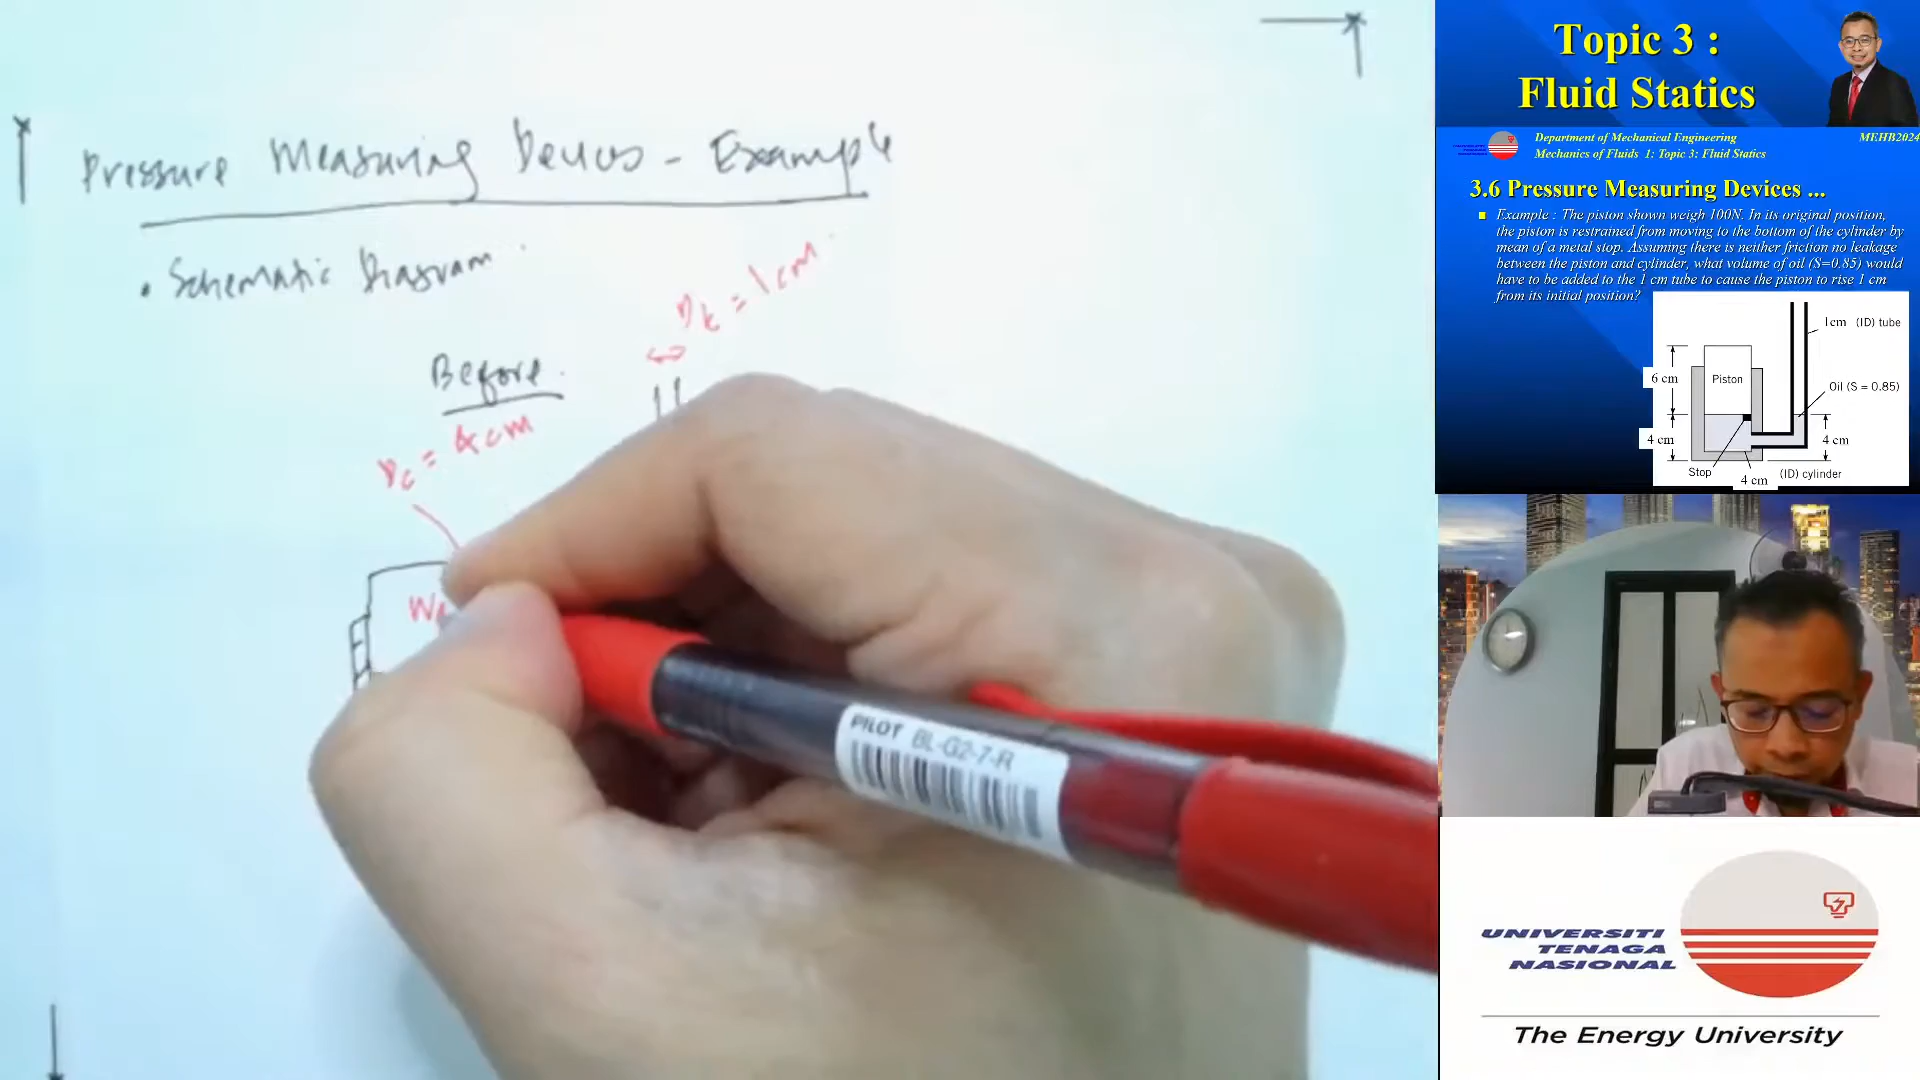 Pressure Measuring Devices - Example
• Schematic Diagram.
Before.
Dc = 4cm
Dt = 1cm
PILOT BL-G2-7-R
Topic 3 :
Fluid Statics
Department of Mechanical Engineering
MEHB2024
Mechanics of Fluids 1: Topic 3: Fluid Statics
3.6 Pressure Measuring Devices ...
Example : The piston shown weigh 100N. In its original position,
the piston is restrained from moving to the bottom of the cylinder by
mean of a metal stop. Assuming there is neither friction no leakage
between the piston and cylinder, what volume of oil (S=0.85) would
have to be added to the 1 cm tube to cause the piston to rise 1 cm
from its initial position?
1cm (ID) tube
6 cm
Piston
Oil (S = 0.85)
4 cm
4 cm
Stop
4 cm
(ID) cylinder
UNIVERSITI
TENAGA
NASIONAL
The Energy University